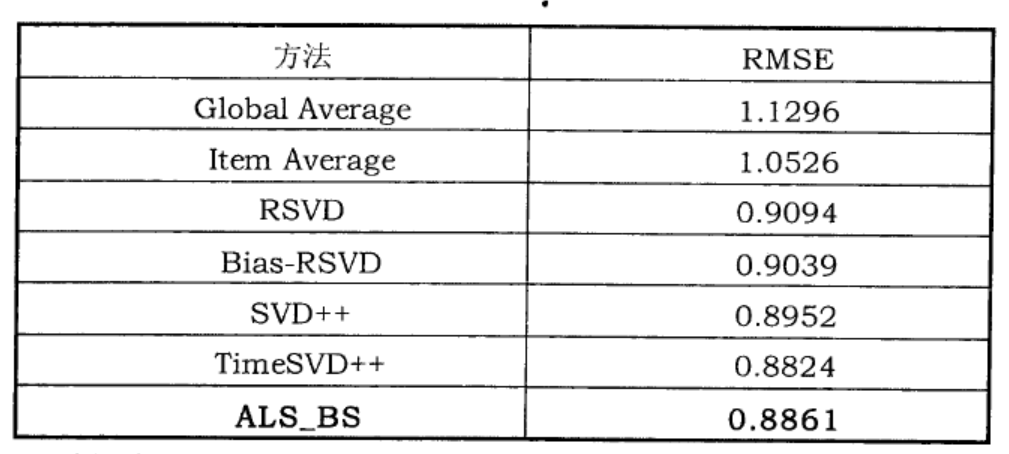 方法 RMSE
Global Average 1.1296
Item Average 1.0526
RSVD 0.9094
Bias-RSVD 0.9039
SVD++ 0.8952
TimeSVD++ 0.8824
ALS_BS 0.8861